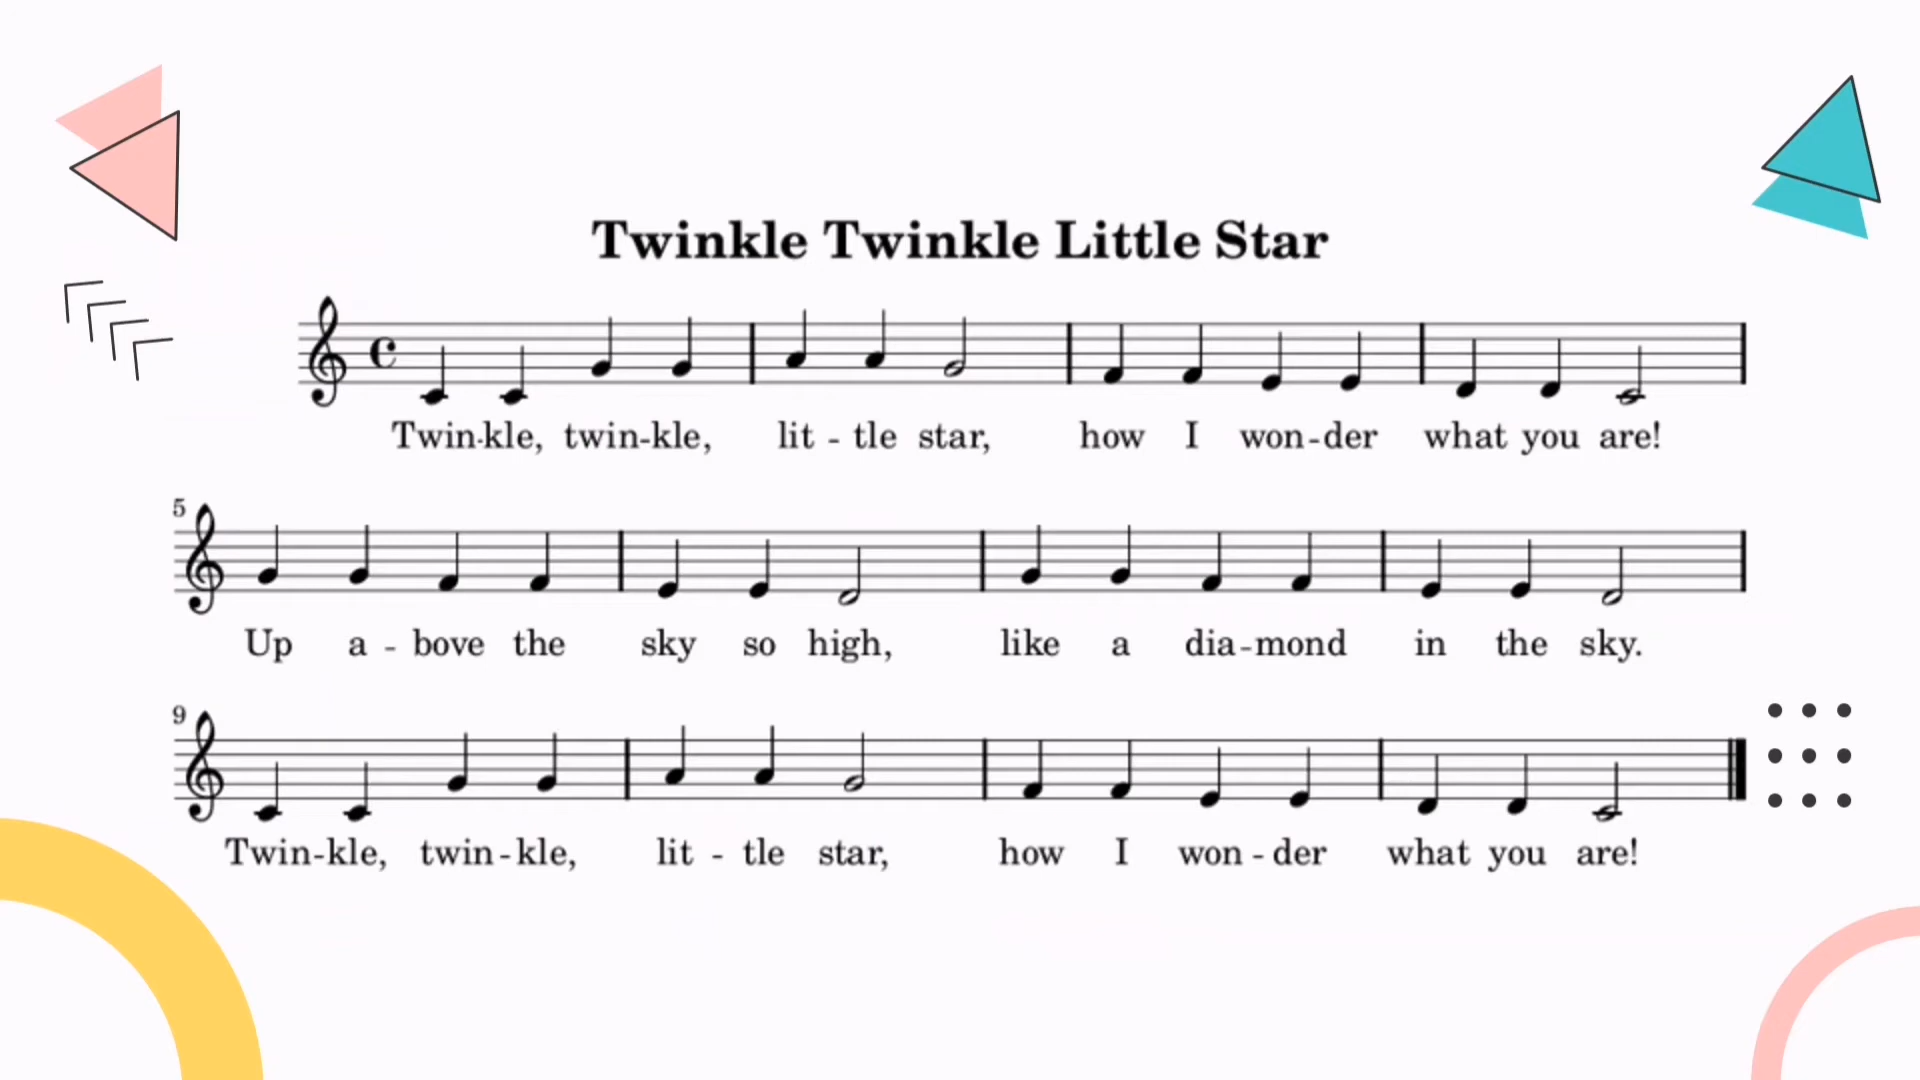 Twinkle Twinkle Little Star
Twin-kle, twin-kle, lit - tle star, how I won-der what you are!
5
Up a - bove the sky so high, like a dia-mond in the sky.
9
Twin-kle, twin-kle, lit - tle star, how I won-der what you are!